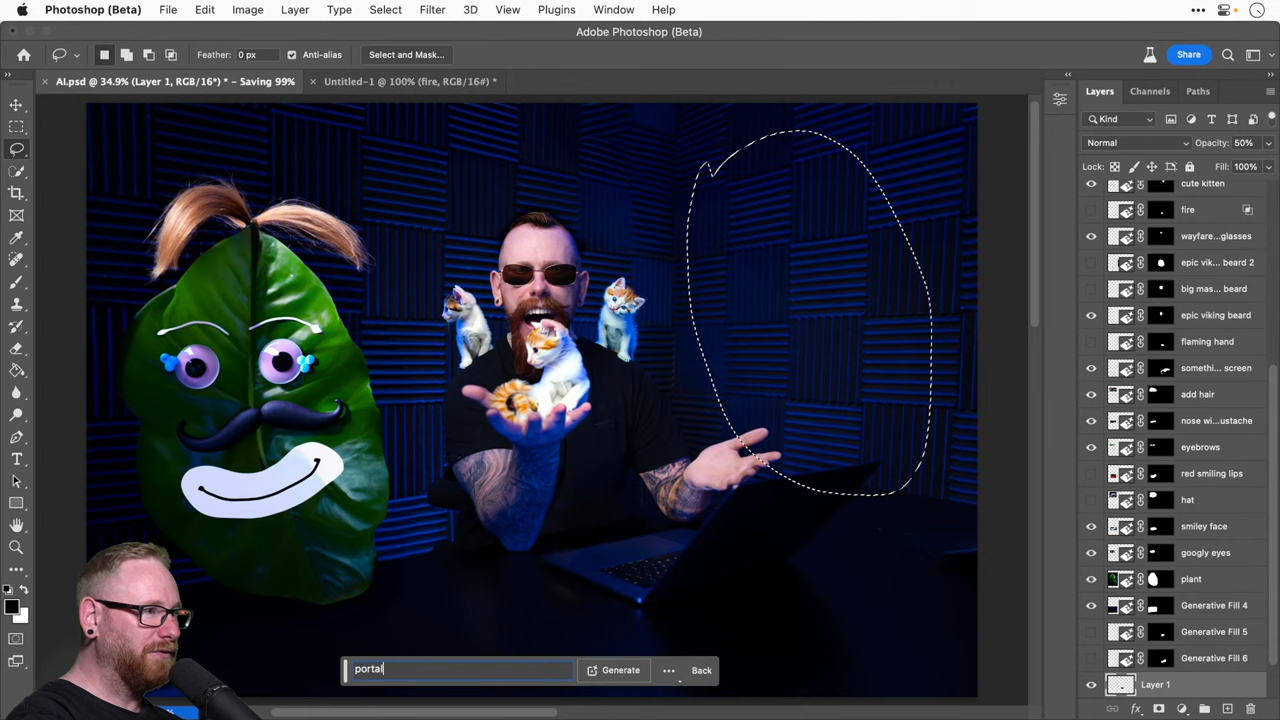 Photoshop (Beta) File Edit Image Layer Type Select Filter 3D View Plugins Window Help
Adobe Photoshop (Beta)
Feather: 0 px Anti-alias Select and Mask... Share
AI.psd @ 34.9% (Layer 1, RGB/16*) * – Saving 99% Untitled-1 @ 100% (fire, RGB/16#) *
Layers Channels Paths
Kind
Normal Opacity: 50%
Lock: Fill: 100%
cute kitten
fire
wayfare...glasses
epic vik... beard 2
big mas... beard
epic viking beard
flaming hand
somethi... screen
add hair
nose wi...ustache
eyebrows
red smiling lips
hat
smiley face
googly eyes
plant
Generative Fill 4
Generative Fill 5
Generative Fill 6
Layer 1
portal Generate Back